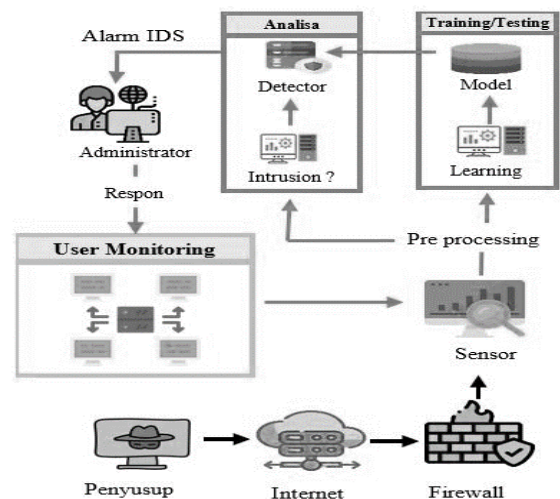 Analisa
Training/Testing
Alarm IDS
Detector
Model
Administrator
Intrusion ?
Learning
Respon
User Monitoring
Pre processing
Sensor
Penyusup
Internet
Firewall